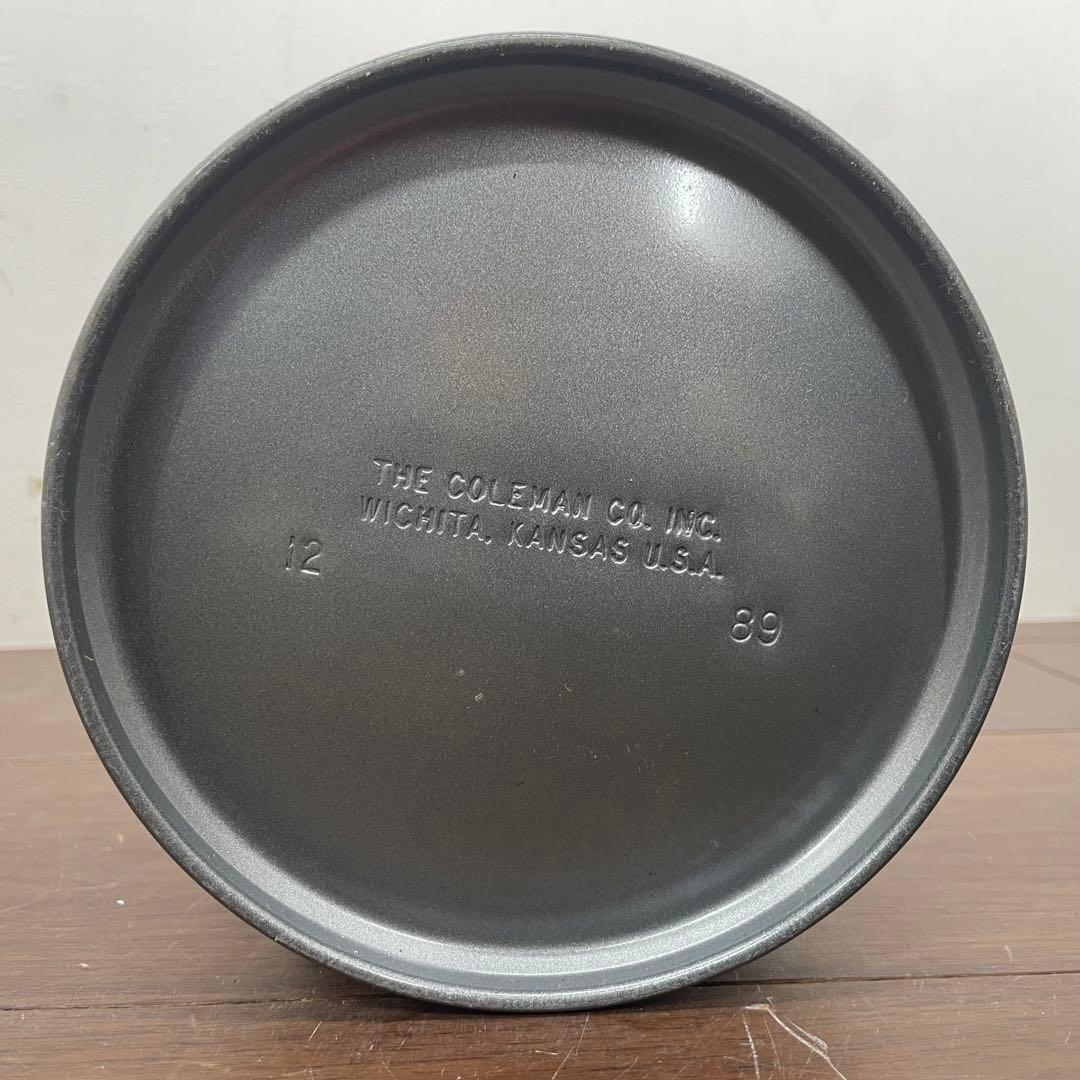 THE COLEMAN CO. INC.
WICHITA, KANSAS U.S.A.
12
89